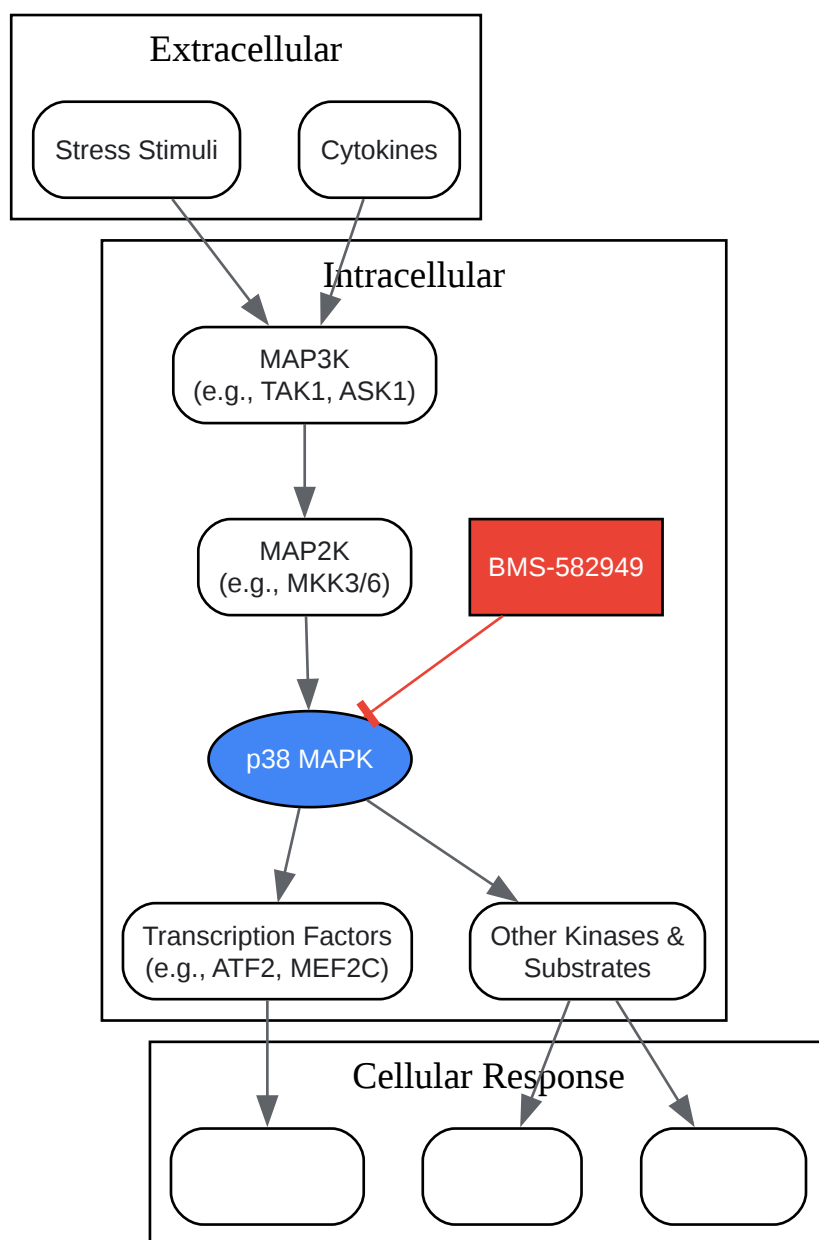 Extracellular
Stress Stimuli
Cytokines
Intracellular
MAP3K
(e.g., TAK1, ASK1)
MAP2K
(e.g., MKK3/6)
BMS-582949
p38 MAPK
Transcription Factors
(e.g., ATF2, MEF2C)
Other Kinases &
Substrates
Cellular Response